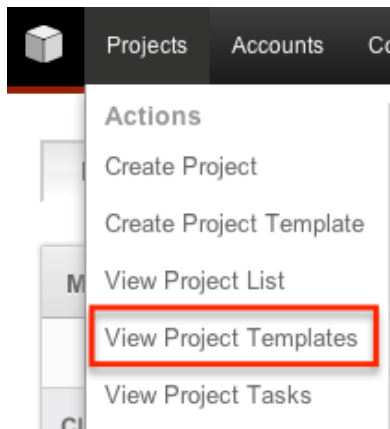 Projects Accounts
Actions
Create Project
Create Project Template
View Project List
View Project Templates
View Project Tasks